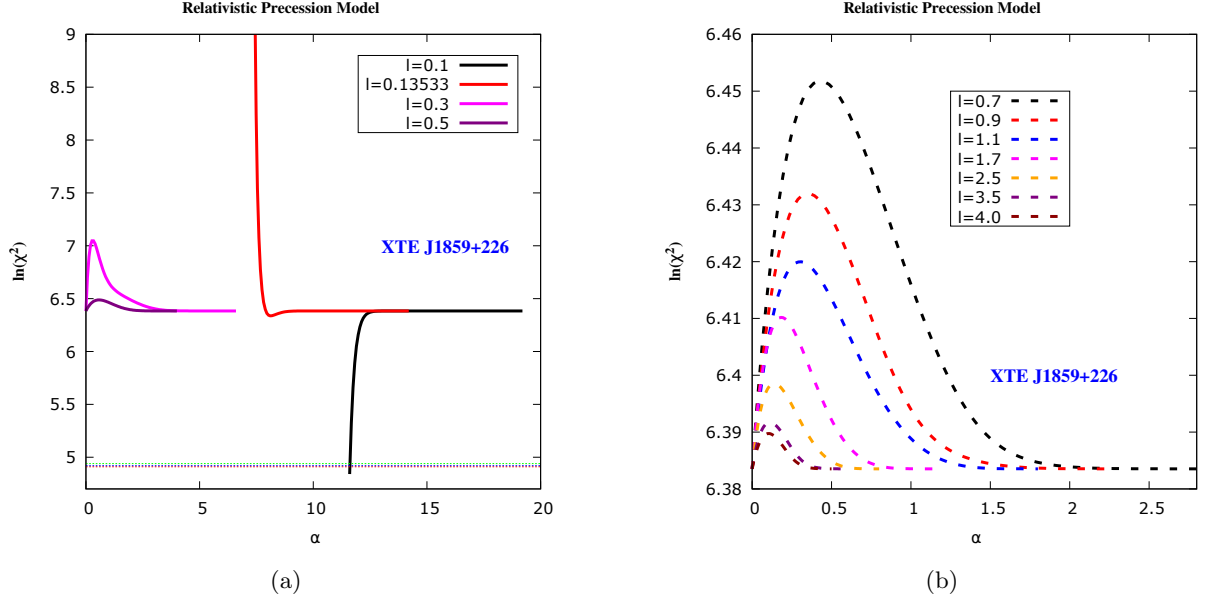 Relativistic Precession Model
9
8.5
8
7.5
7
6.5
6
5.5
5
0
5
10
15
20
ln(χ²)
α
l=0.1
l=0.13533
l=0.3
l=0.5
XTE J1859+226
(a)
Relativistic Precession Model
6.46
6.45
6.44
6.43
6.42
6.41
6.4
6.39
6.38
0
0.5
1
1.5
2
2.5
ln(χ²)
α
l=0.7
l=0.9
l=1.1
l=1.7
l=2.5
l=3.5
l=4.0
XTE J1859+226
(b)